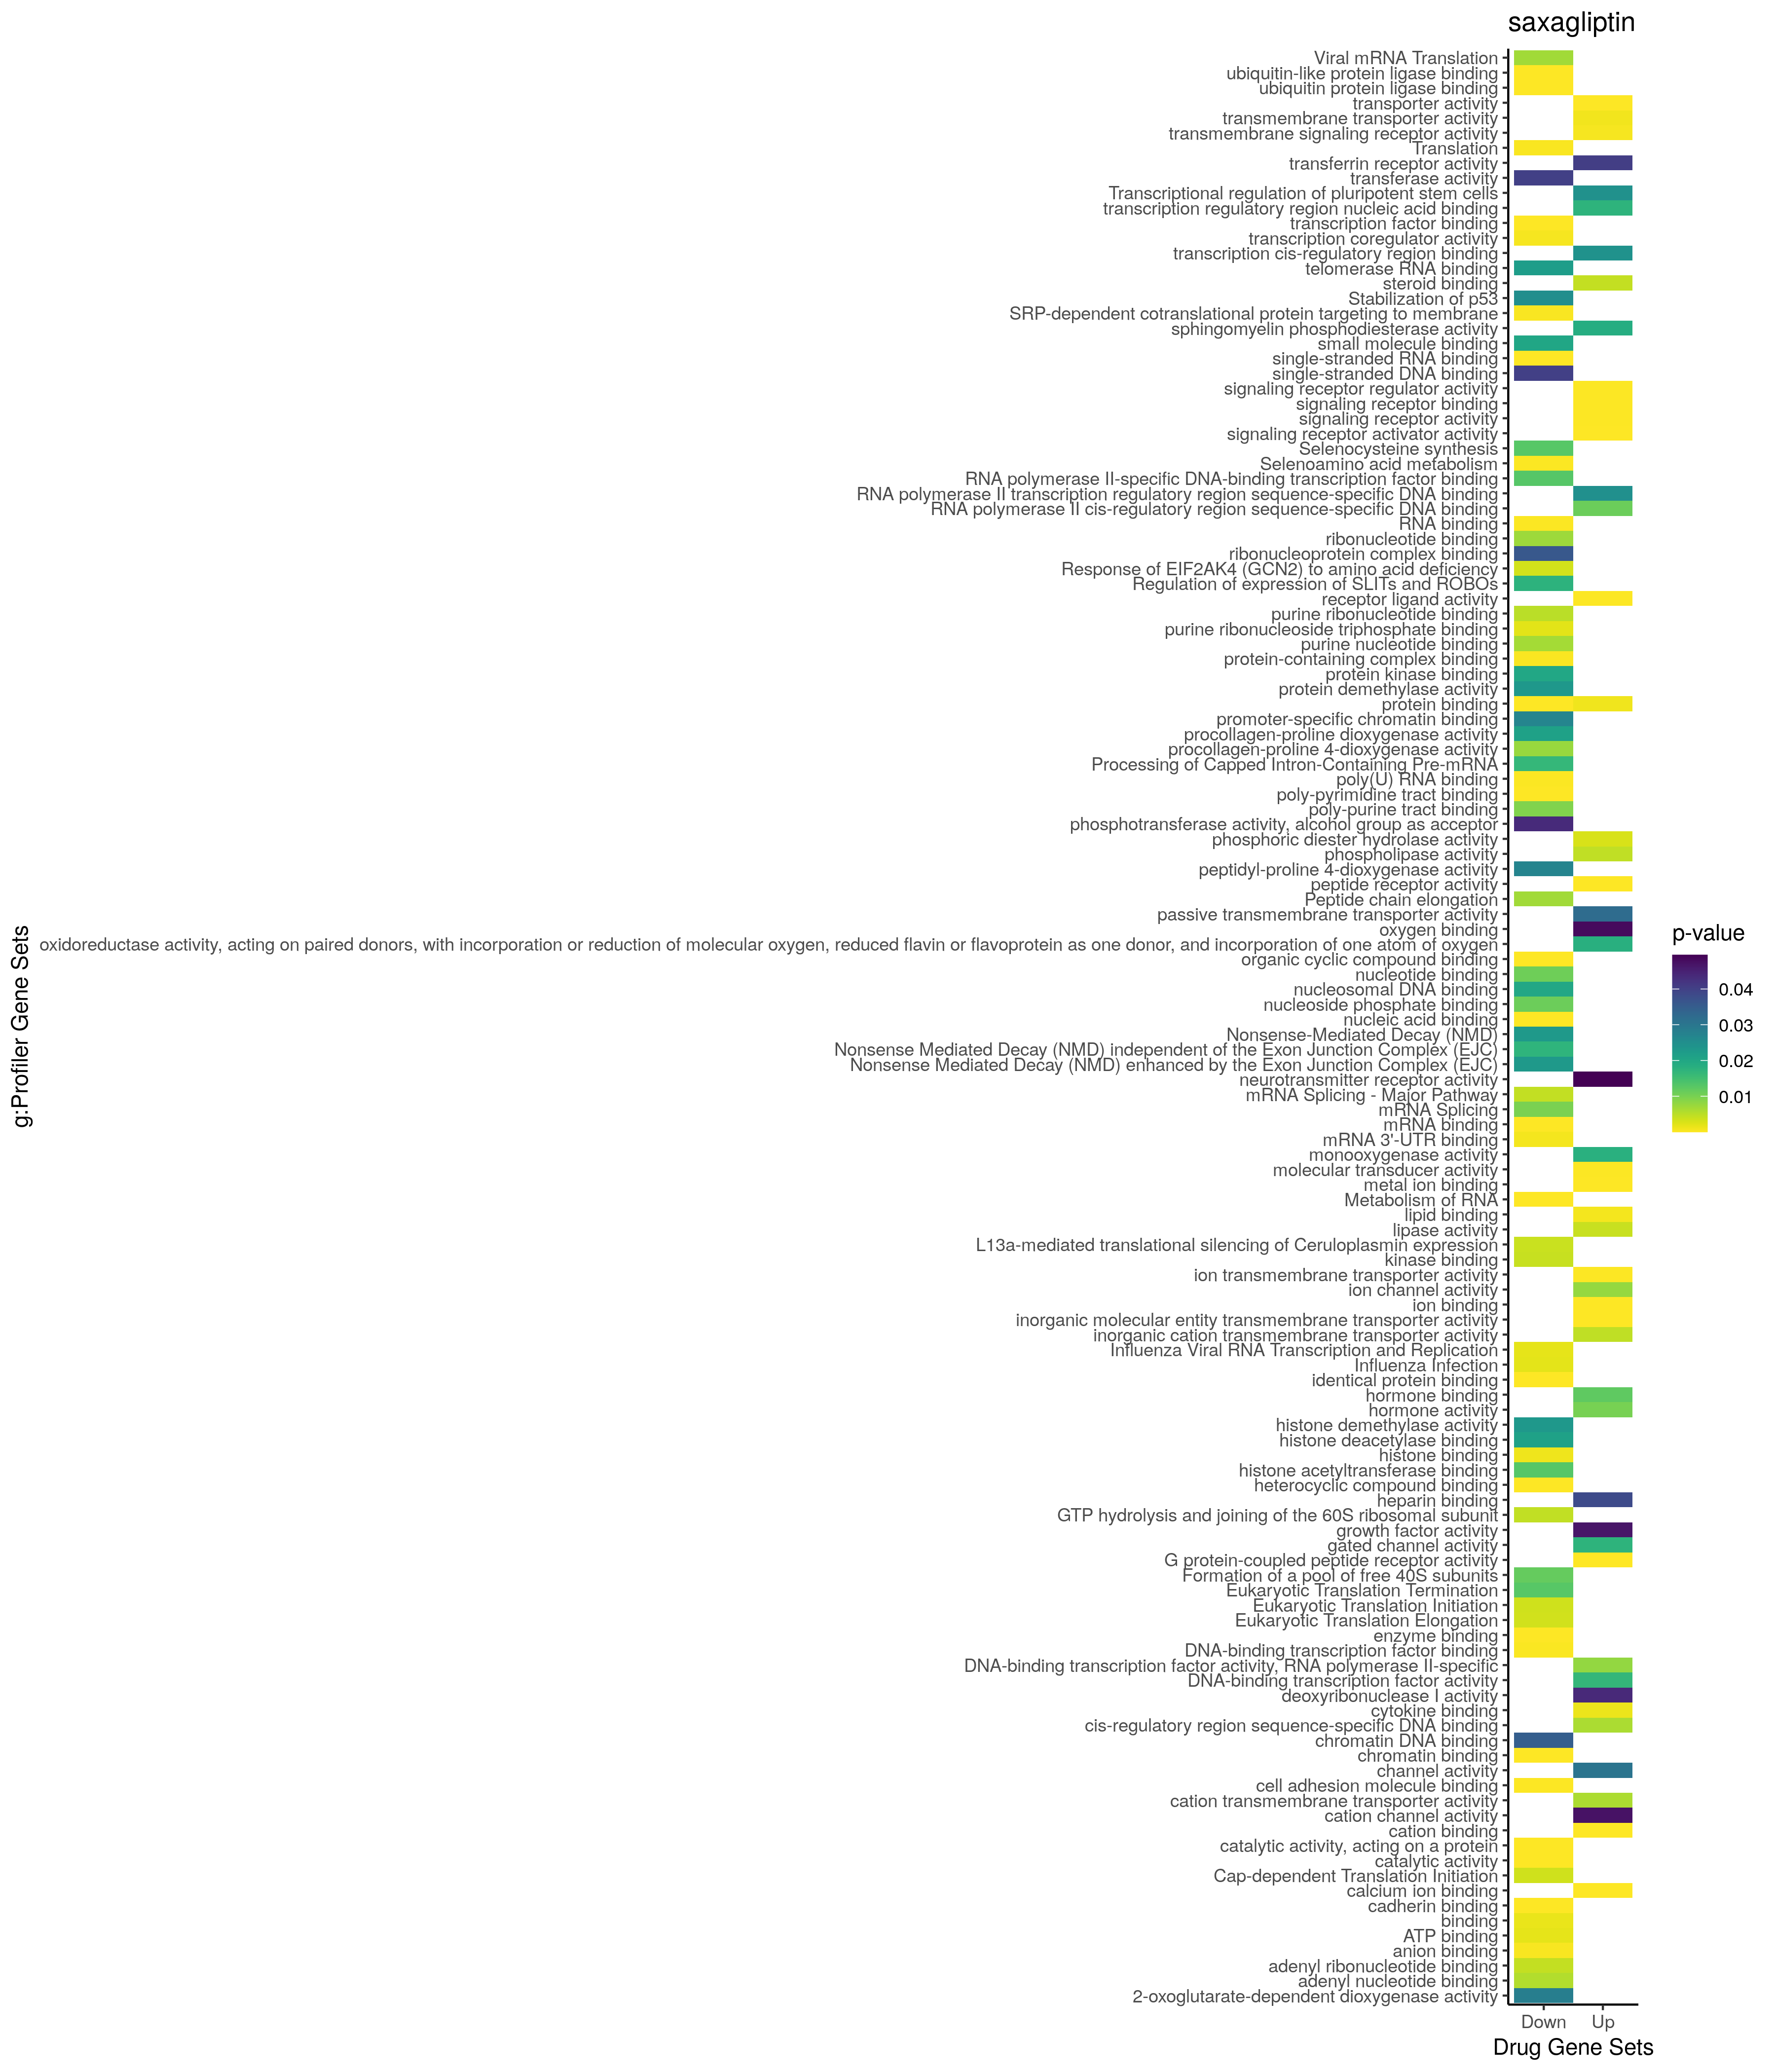 saxagliptin
Viral mRNA Translation
ubiquitin-like protein ligase binding
ubiquitin protein ligase binding
transporter activity
transmembrane transporter activity
transmembrane signaling receptor activity
Translation
transferrin receptor activity
transferase activity
Transcriptional regulation of pluripotent stem cells
transcription regulatory region nucleic acid binding
transcription factor binding
transcription coregulator activity
transcription cis-regulatory region binding
telomerase RNA binding
steroid binding
Stabilization of p53
SRP-dependent cotranslational protein targeting to membrane
sphingomyelin phosphodiesterase activity
small molecule binding
single-stranded RNA binding
single-stranded DNA binding
signaling receptor regulator activity
signaling receptor binding
signaling receptor activity
signaling receptor activator activity
Selenocysteine synthesis
Selenoamino acid metabolism
RNA polymerase II-specific DNA-binding transcription factor binding
RNA polymerase II transcription regulatory region sequence-specific DNA binding
RNA polymerase II cis-regulatory region sequence-specific DNA binding
RNA binding
ribonucleotide binding
ribonucleoprotein complex binding
Response of EIF2AK4 (GCN2) to amino acid deficiency
Regulation of expression of SLITs and ROBOs
receptor ligand activity
purine ribonucleotide binding
purine ribonucleoside triphosphate binding
purine nucleotide binding
protein-containing complex binding
protein kinase binding
protein demethylase activity
protein binding
promoter-specific chromatin binding
procollagen-proline dioxygenase activity
procollagen-proline 4-dioxygenase activity
Processing of Capped Intron-Containing Pre-mRNA
poly(U) RNA binding
poly-pyrimidine tract binding
poly-purine tract binding
phosphotransferase activity, alcohol group as acceptor
phosphoric diester hydrolase activity
phospholipase activity
peptidyl-proline 4-dioxygenase activity
peptide receptor activity
Peptide chain elongation
passive transmembrane transporter activity
oxygen binding
oxidoreductase activity, acting on paired donors, with incorporation or reduction of molecular oxygen, reduced flavin or flavoprotein as one donor, and incorporation of one atom of oxygen
organic cyclic compound binding
nucleotide binding
nucleosomal DNA binding
nucleoside phosphate binding
nucleic acid binding
Nonsense-Mediated Decay (NMD)
Nonsense Mediated Decay (NMD) independent of the Exon Junction Complex (EJC)
Nonsense Mediated Decay (NMD) enhanced by the Exon Junction Complex (EJC)
neurotransmitter receptor activity
mRNA Splicing - Major Pathway
mRNA Splicing
mRNA binding
mRNA 3'-UTR binding
monooxygenase activity
molecular transducer activity
metal ion binding
Metabolism of RNA
lipid binding
lipase activity
L13a-mediated translational silencing of Ceruloplasmin expression
kinase binding
ion transmembrane transporter activity
ion channel activity
ion binding
inorganic molecular entity transmembrane transporter activity
inorganic cation transmembrane transporter activity
Influenza Viral RNA Transcription and Replication
Influenza Infection
identical protein binding
hormone binding
hormone activity
histone demethylase activity
histone deacetylase binding
histone binding
histone acetyltransferase binding
heterocyclic compound binding
heparin binding
GTP hydrolysis and joining of the 60S ribosomal subunit
growth factor activity
gated channel activity
G protein-coupled peptide receptor activity
Formation of a pool of free 40S subunits
Eukaryotic Translation Termination
Eukaryotic Translation Initiation
Eukaryotic Translation Elongation
enzyme binding
DNA-binding transcription factor binding
DNA-binding transcription factor activity, RNA polymerase II-specific
DNA-binding transcription factor activity
deoxyribonuclease I activity
cytokine binding
cis-regulatory region sequence-specific DNA binding
chromatin DNA binding
chromatin binding
channel activity
cell adhesion molecule binding
cation transmembrane transporter activity
cation channel activity
cation binding
catalytic activity, acting on a protein
catalytic activity
Cap-dependent Translation Initiation
calcium ion binding
cadherin binding
binding
ATP binding
anion binding
adenyl ribonucleotide binding
adenyl nucleotide binding
2-oxoglutarate-dependent dioxygenase activity
Down Up
Drug Gene Sets
g:Profiler Gene Sets
p-value
0.04
0.03
0.02
0.01